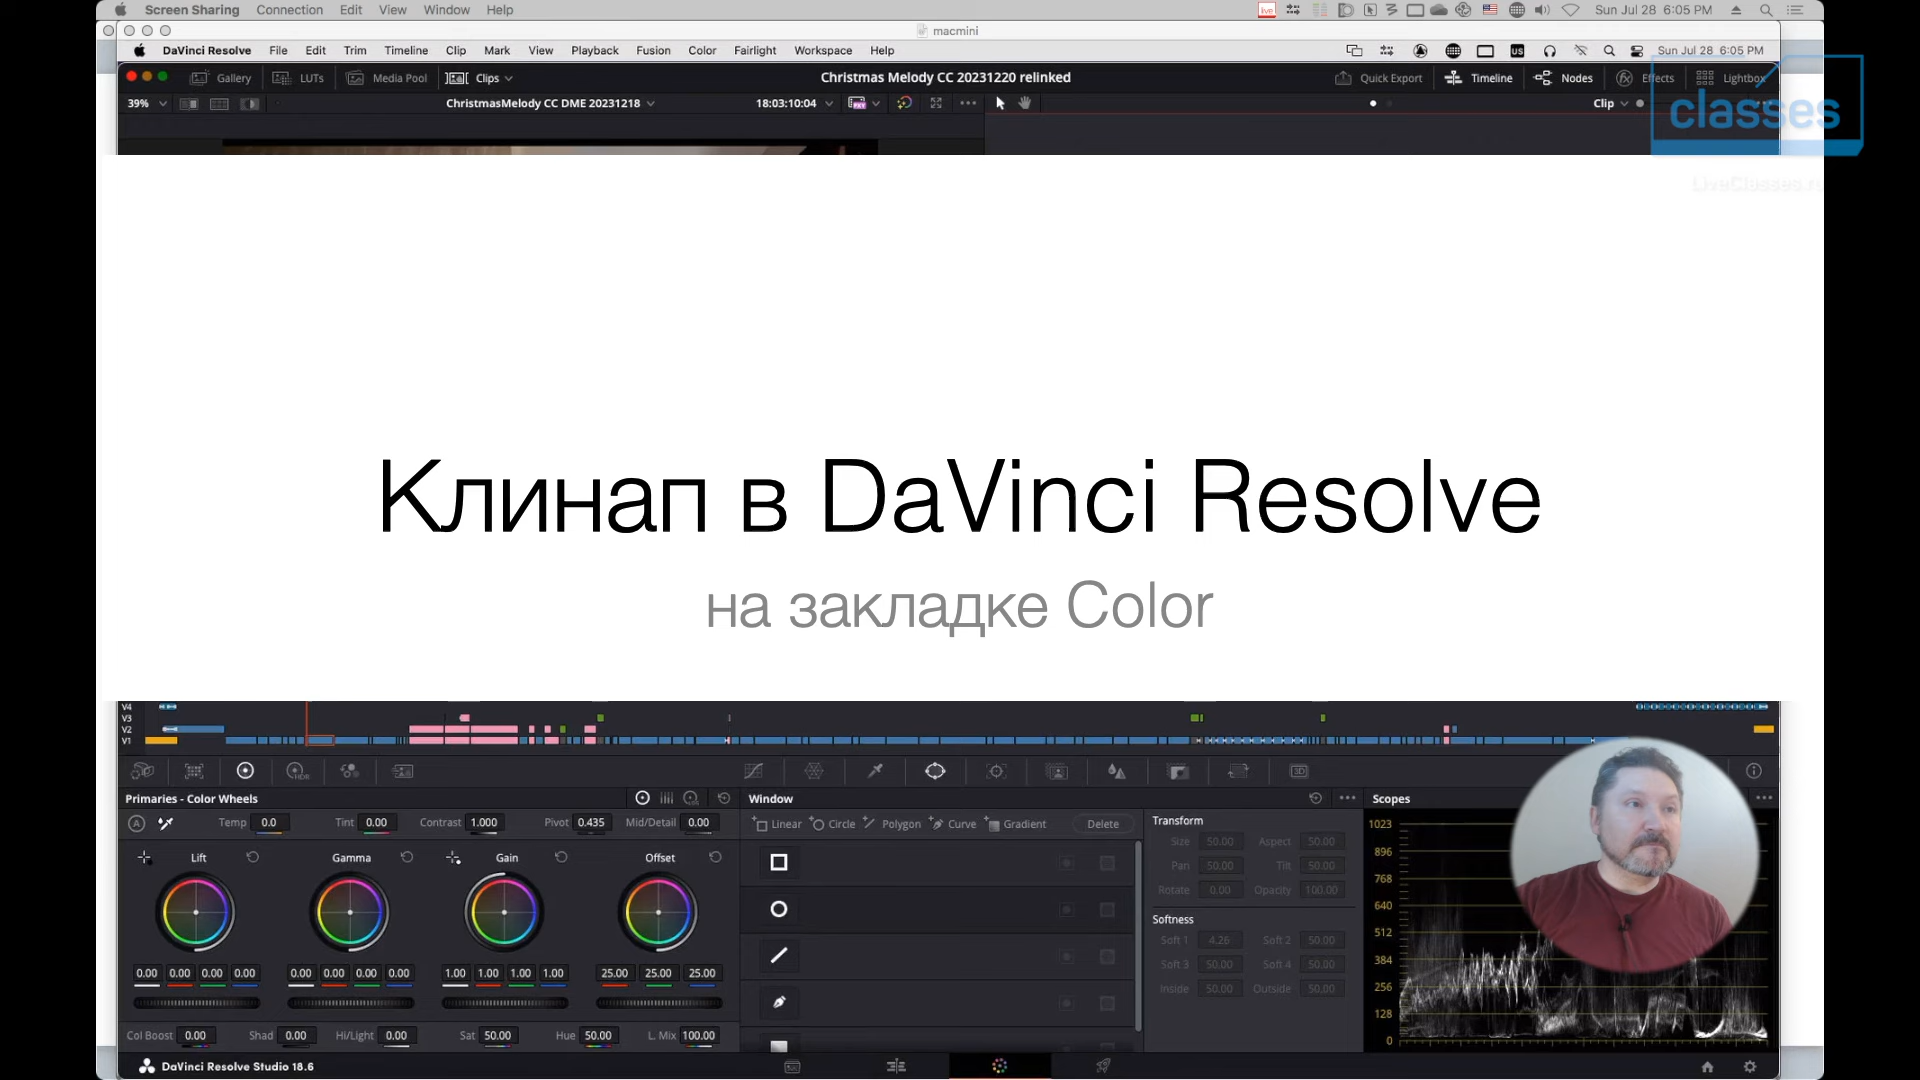 Screen Sharing Connection Edit View Window Help
live
Sun Jul 28 6:05 PM
macmini
DaVinci Resolve File Edit Trim Timeline Clip Mark View Playback Fusion Color Fairlight Workspace Help
US
Sun Jul 28 6:05 PM
Gallery LUTs Media Pool Clips
Christmas Melody CC 20231220 relinked
Quick Export Timeline Nodes Effects Lightbox
39%
ChristmasMelody CC DME 20231218
18:03:10:04
Clip
classes
LiveClasses.ru
Клинап в DaVinci Resolve
на закладке Color
V4
V3
V2
V1
HDR
3D
Primaries - Color Wheels
Window
Scopes
A
Temp 0.0 Tint 0.00 Contrast 1.000 Pivot 0.435 Mid/Detail 0.00
Linear Circle Polygon Curve Gradient Delete
Lift Gamma Gain Offset
0.00 0.00 0.00 0.00 0.00 0.00 0.00 0.00 1.00 1.00 1.00 1.00 25.00 25.00 25.00
Col Boost 0.00 Shad 0.00 Hi/Light 0.00 Sat 50.00 Hue 50.00 L. Mix 100.00
Transform
Size 50.00 Aspect 50.00
Pan 50.00 Tilt 50.00
Rotate 0.00 Opacity 100.00
Softness
Soft 1 4.26 Soft 2 50.00
Soft 3 50.00 Soft 4 50.00
Inside 50.00 Outside 50.00
1023
896
768
640
512
384
256
128
0
DaVinci Resolve Studio 18.6